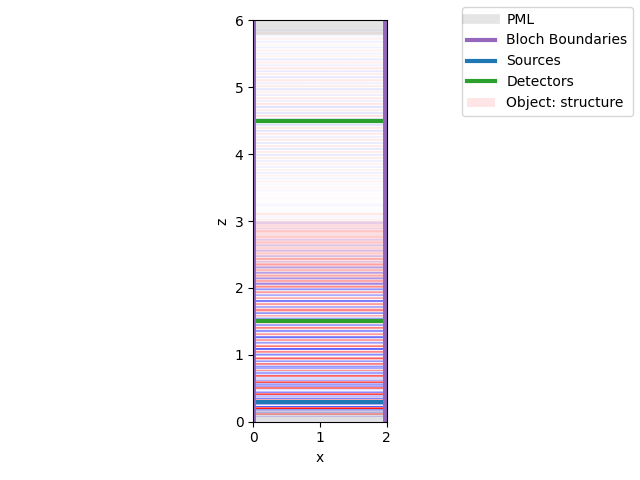 PML
Bloch Boundaries
Sources
Detectors
Object: structure
6
5
4
3
2
1
0
z
0 1 2
x